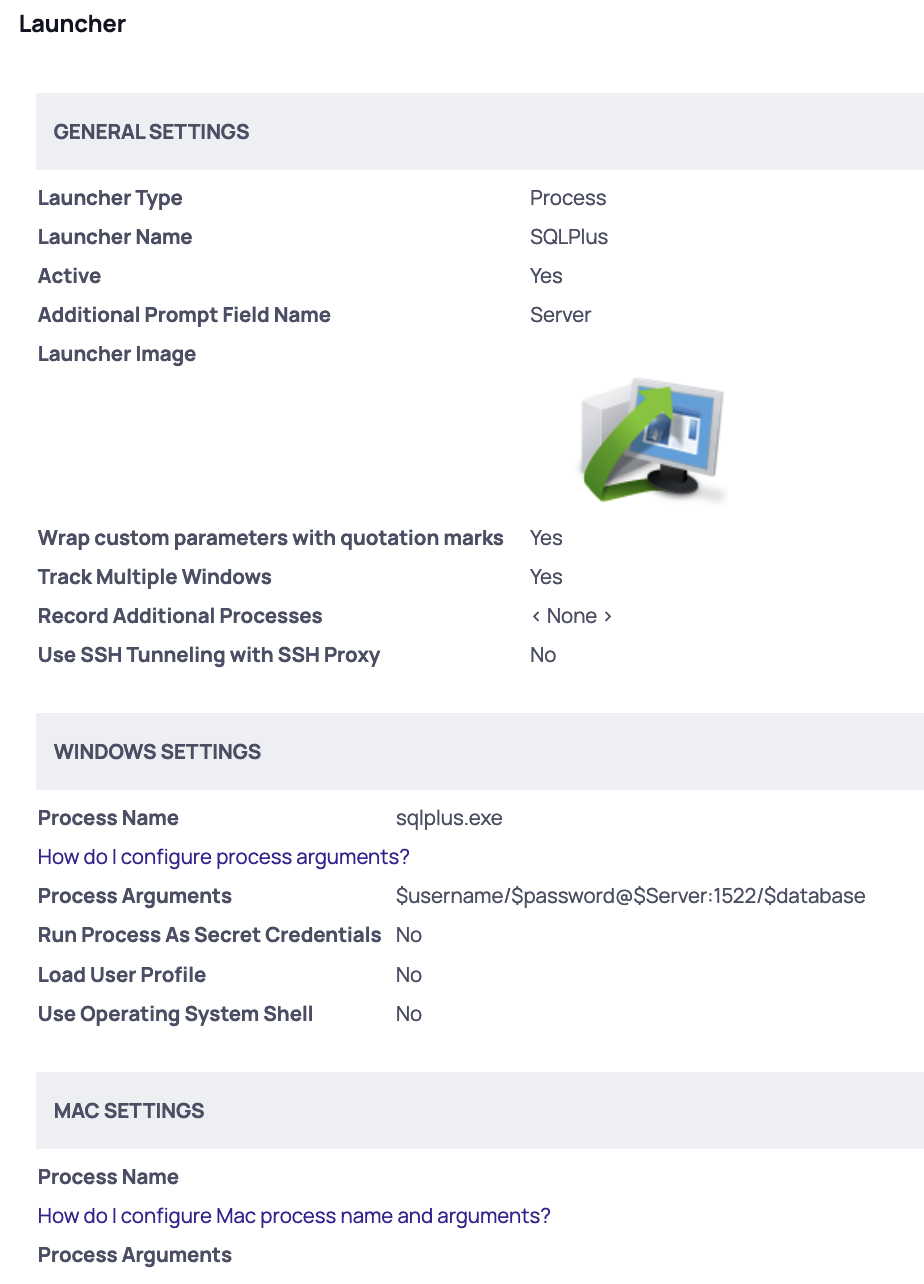 Launcher
GENERAL SETTINGS
Launcher Type Process
Launcher Name SQLPlus
Active Yes
Additional Prompt Field Name Server
Launcher Image
Wrap custom parameters with quotation marks Yes
Track Multiple Windows Yes
Record Additional Processes < None >
Use SSH Tunneling with SSH Proxy No
WINDOWS SETTINGS
Process Name sqlplus.exe
How do I configure process arguments?
Process Arguments $username/$password@$Server:1522/$database
Run Process As Secret Credentials No
Load User Profile No
Use Operating System Shell No
MAC SETTINGS
Process Name
How do I configure Mac process name and arguments?
Process Arguments